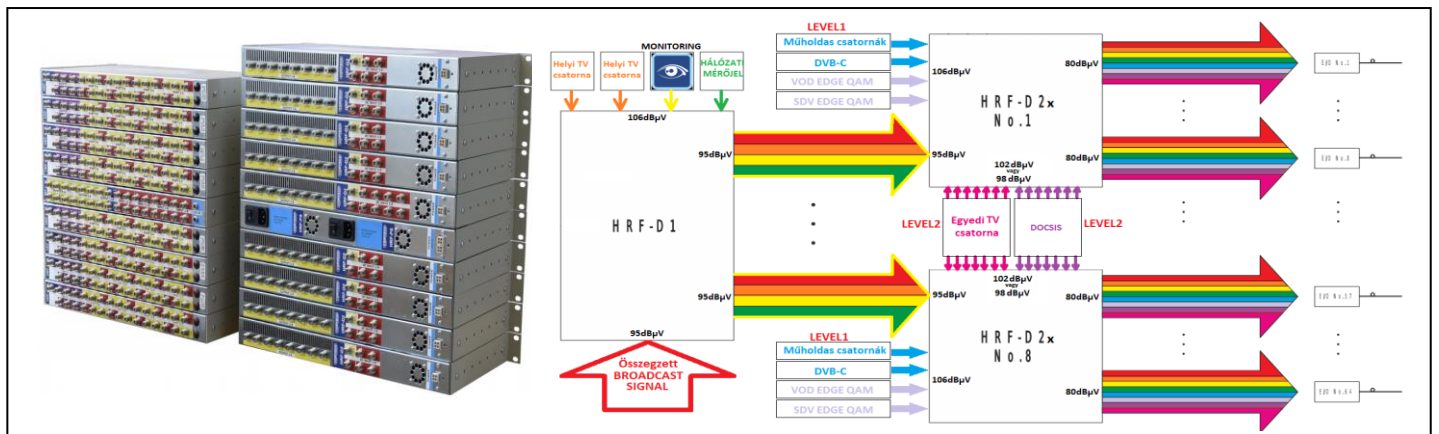 MONITORING
Helyi TV
csatorna
Helyi TV
csatorna
HÁLÓZATI
MÉRŐJEL
106dBμV
HRF-D1
95dBμV
95dBμV
95dBμV
Összegzett
BROADCAST
SIGNAL
LEVEL1
Műholdas csatornák
DVB-C
VOD EDGE QAM
SDV EDGE QAM
106dBμV
HRF-D2x
No.1
80dBμV
80dBμV
95dBμV
102dBμV
vagy
98dBμV
LEVEL2
Egyedi TV
csatorna
DOCSIS
LEVEL2
102dBμV
vagy
98dBμV
95dBμV
80dBμV
HRF-D2x
No.8
106dBμV
80dBμV
LEVEL1
Műholdas csatornák
DVB-C
VOD EDGE QAM
SDV EDGE QAM